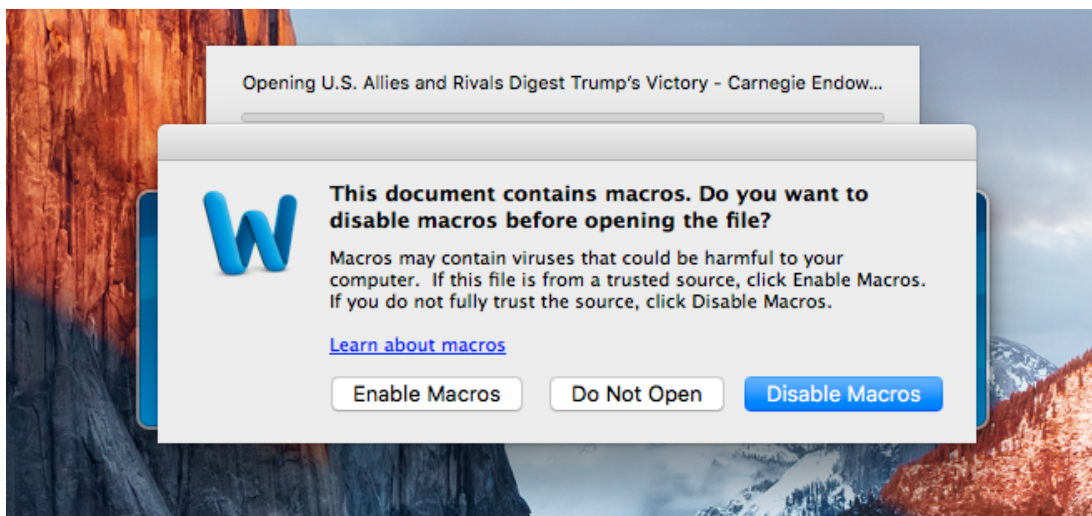 Opening U.S. Allies and Rivals Digest Trump's Victory - Carnegie Endow...
This document contains macros. Do you want to
disable macros before opening the file?
Macros may contain viruses that could be harmful to your
computer.  If this file is from a trusted source, click Enable Macros.
If you do not fully trust the source, click Disable Macros.
Learn about macros
Enable Macros
Do Not Open
Disable Macros